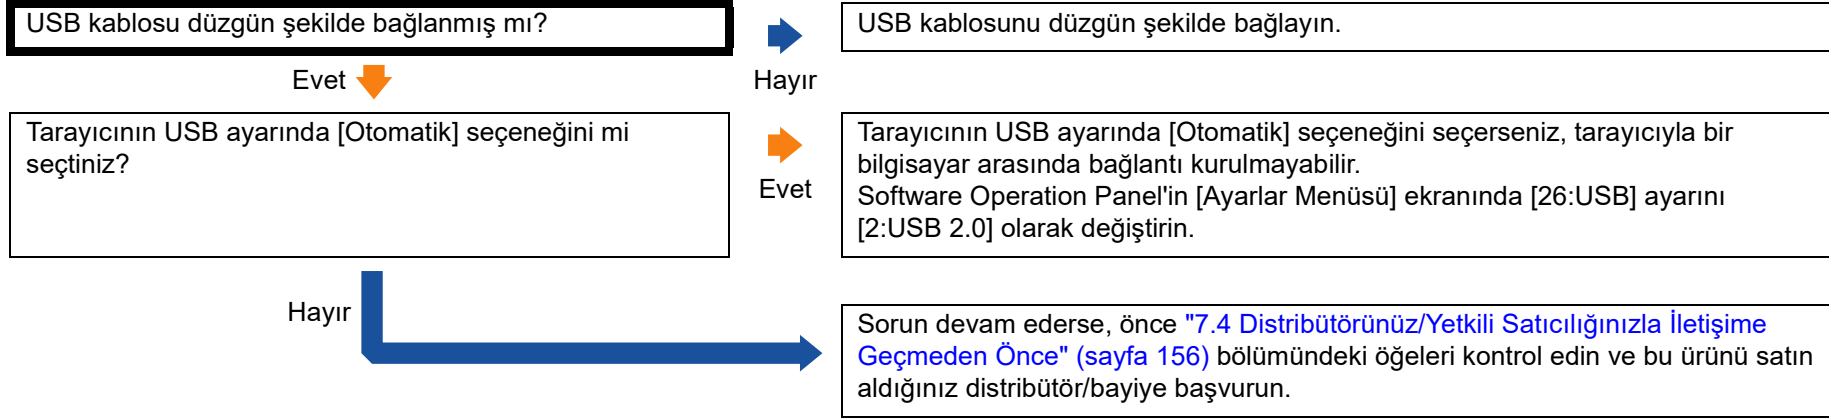 USB kablosu düzgün şekilde bağlanmış mı?
USB kablosunu düzgün şekilde bağlayın.
Evet
Hayır
Tarayıcının USB ayarında [Otomatik] seçeneğini mi
seçtiniz?
Evet
Tarayıcının USB ayarında [Otomatik] seçeneğini seçerseniz, tarayıcıyla bir
bilgisayar arasında bağlantı kurulmayabilir.
Software Operation Panel'in [Ayarlar Menüsü] ekranında [26:USB] ayarını
[2:USB 2.0] olarak değiştirin.
Hayır
Sorun devam ederse, önce "7.4 Distribütörünüz/Yetkili Satıcılığınızla İletişime
Geçmeden Önce" (sayfa 156) bölümündeki öğeleri kontrol edin ve bu ürünü satın
aldığınız distribütör/bayiye başvurun.